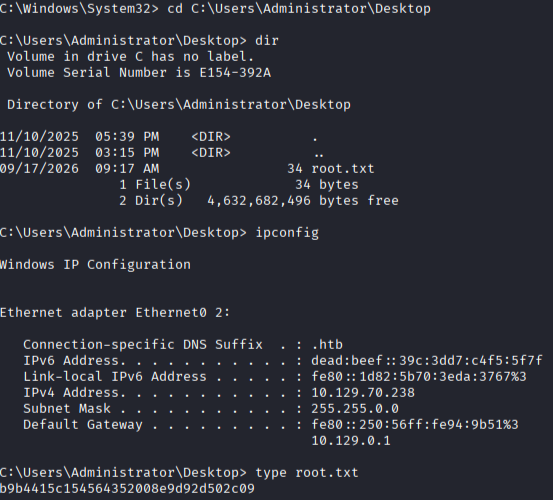 C:\Windows\System32> cd C:\Users\Administrator\Desktop
C:\Users\Administrator\Desktop> dir
Volume in drive C has no label.
Volume Serial Number is E154-392A
Directory of C:\Users\Administrator\Desktop
11/10/2025  05:39 PM    <DIR>          .
11/10/2025  03:15 PM    <DIR>          ..
09/17/2026  09:17 AM                34 root.txt
1 File(s)             34 bytes
2 Dir(s)   4,632,682,496 bytes free
C:\Users\Administrator\Desktop> ipconfig
Windows IP Configuration
Ethernet adapter Ethernet0 2:
Connection-specific DNS Suffix  . : .htb
IPv6 Address. . . . . . . . . . . : dead:beef::39c:3dd7:c4f5:5f7f
Link-local IPv6 Address . . . . . : fe80::1d82:5b70:3eda:3767%3
IPv4 Address. . . . . . . . . . . : 10.129.70.238
Subnet Mask . . . . . . . . . . . : 255.255.0.0
Default Gateway . . . . . . . . . : fe80::250:56ff:fe94:9b51%3
10.129.0.1
C:\Users\Administrator\Desktop> type root.txt
b9b4415c154564352008e9d92d502c09